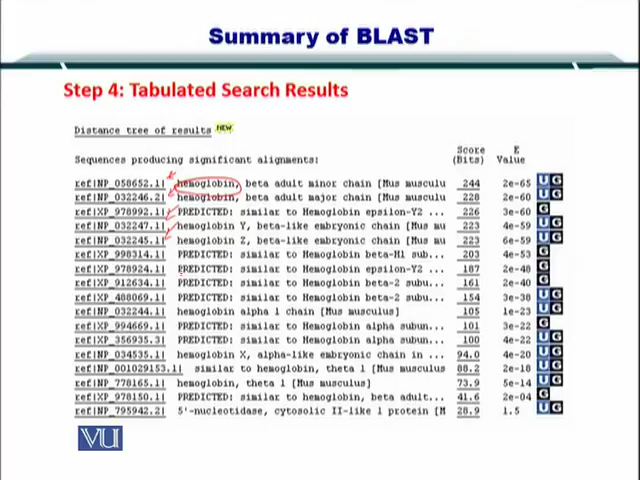 Summary of BLAST
Step 4: Tabulated Search Results
Distance tree of results NEW
Score E
Sequences producing significant alignments: (Bits) Value
ref|NP_058652.1| hemoglobin, beta adult minor chain [Mus musculu 244 2e-65 U G
ref|NP_032246.2| hemoglobin, beta adult major chain [Mus musculu 228 2e-60 U G
ref|XP_978992.1| PREDICTED: similar to Hemoglobin epsilon-Y2 ... 226 3e-60 G
ref|NP_032247.1| hemoglobin Y, beta-like embryonic chain [Mus mu 223 4e-59 U G
ref|NP_032245.1| hemoglobin Z, beta-like embryonic chain [Mus mu 223 6e-59 U G
ref|XP_998314.1| PREDICTED: similar to Hemoglobin beta-H1 sub... 203 4e-53 G
ref|XP_978924.1| PREDICTED: similar to Hemoglobin epsilon-Y2 ... 187 2e-48 G
ref|XP_912634.1| PREDICTED: similar to Hemoglobin beta-2 subu... 161 2e-40 U G
ref|XP_488069.1| PREDICTED: similar to Hemoglobin beta-2 subu... 154 3e-38 U G
ref|NP_032244.1| hemoglobin alpha 1 chain [Mus musculus] 105 1e-23 U G
ref|XP_994669.1| PREDICTED: similar to Hemoglobin alpha subun... 101 3e-22 G
ref|XP_356935.3| PREDICTED: similar to Hemoglobin alpha subun... 100 4e-22 U G
ref|NP_034535.1| hemoglobin X, alpha-like embryonic chain in ... 94.0 4e-20 U G
ref|NP_001029153.1| similar to hemoglobin, theta 1 [Mus musculus 88.2 2e-18 U G
ref|NP_778165.1| hemoglobin, theta 1 [Mus musculus] 73.9 5e-14 U G
ref|XP_978150.1| PREDICTED: similar to hemoglobin, beta adult... 41.6 2e-04 G
ref|NP_795942.2| 5'-nucleotidase, cytosolic II-like 1 protein [M 28.9 1.5 U G
VU